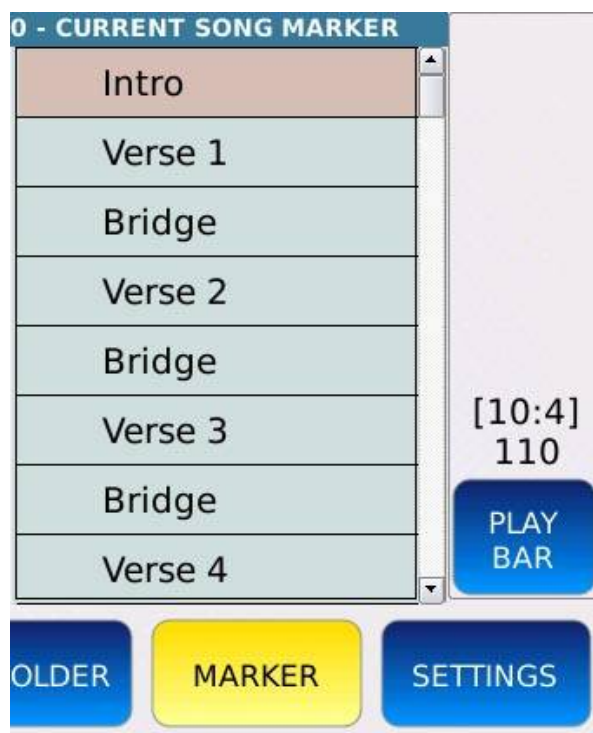 0 - CURRENT SONG MARKER
Intro
Verse 1
Bridge
Verse 2
Bridge
Verse 3
Bridge
Verse 4
[10:4]
110
PLAY
BAR
OLDER
MARKER
SETTINGS